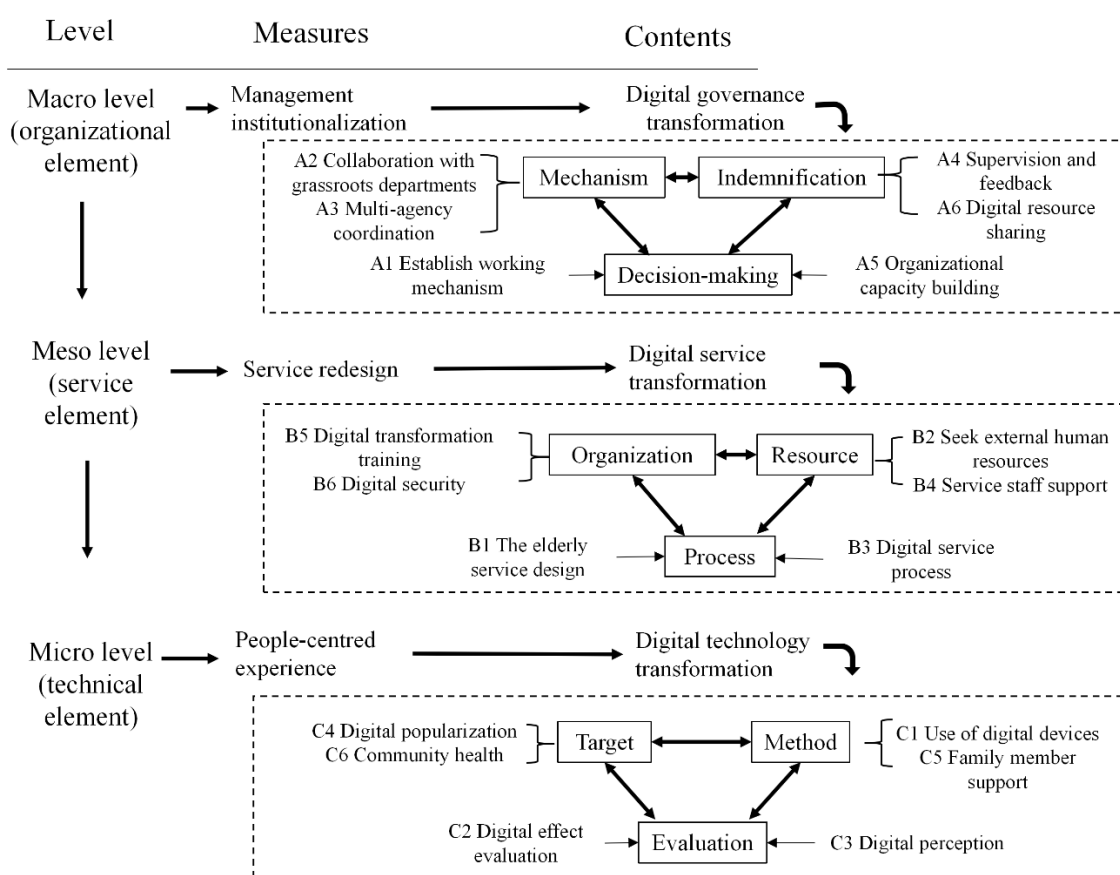 Level Measures Contents
Macro level
(organizational
element)
Management
institutionalization
Digital governance
transformation
A2 Collaboration with
grassroots departments
A3 Multi-agency
coordination
Mechanism
Indemnification
A4 Supervision and
feedback
A6 Digital resource
sharing
A1 Establish working
mechanism
Decision-making
A5 Organizational
capacity building
Meso level
(service
element)
Service redesign
Digital service
transformation
B5 Digital transformation
training
B6 Digital security
Organization
Resource
B2 Seek external human
resources
B4 Service staff support
B1 The elderly
service design
Process
B3 Digital service
process
Micro level
(technical
element)
People-centred
experience
Digital technology
transformation
C4 Digital popularization
C6 Community health
Target
Method
C1 Use of digital devices
C5 Family member
support
C2 Digital effect
evaluation
Evaluation
C3 Digital perception